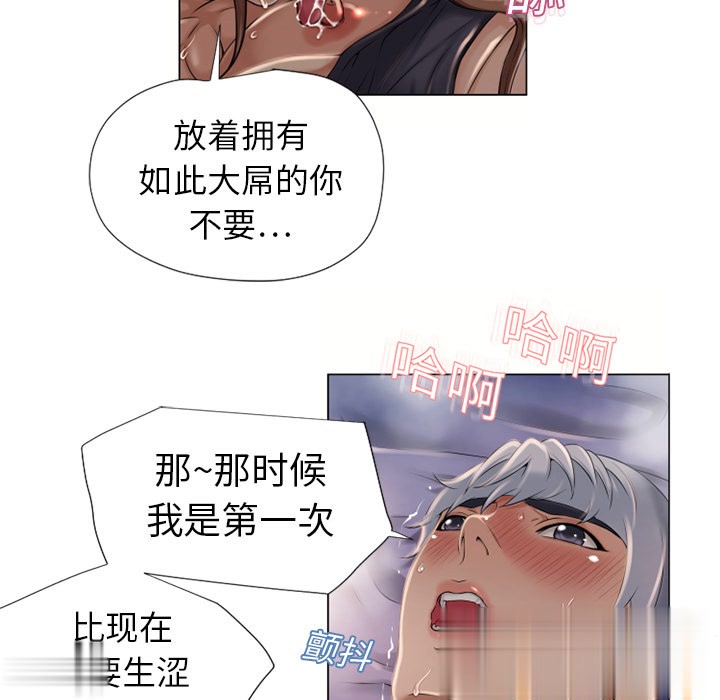 放着拥有
如此大屌的你
不要...
哈啊
哈啊
那~那时候
我是第一次
颤抖
比现在
要生涩